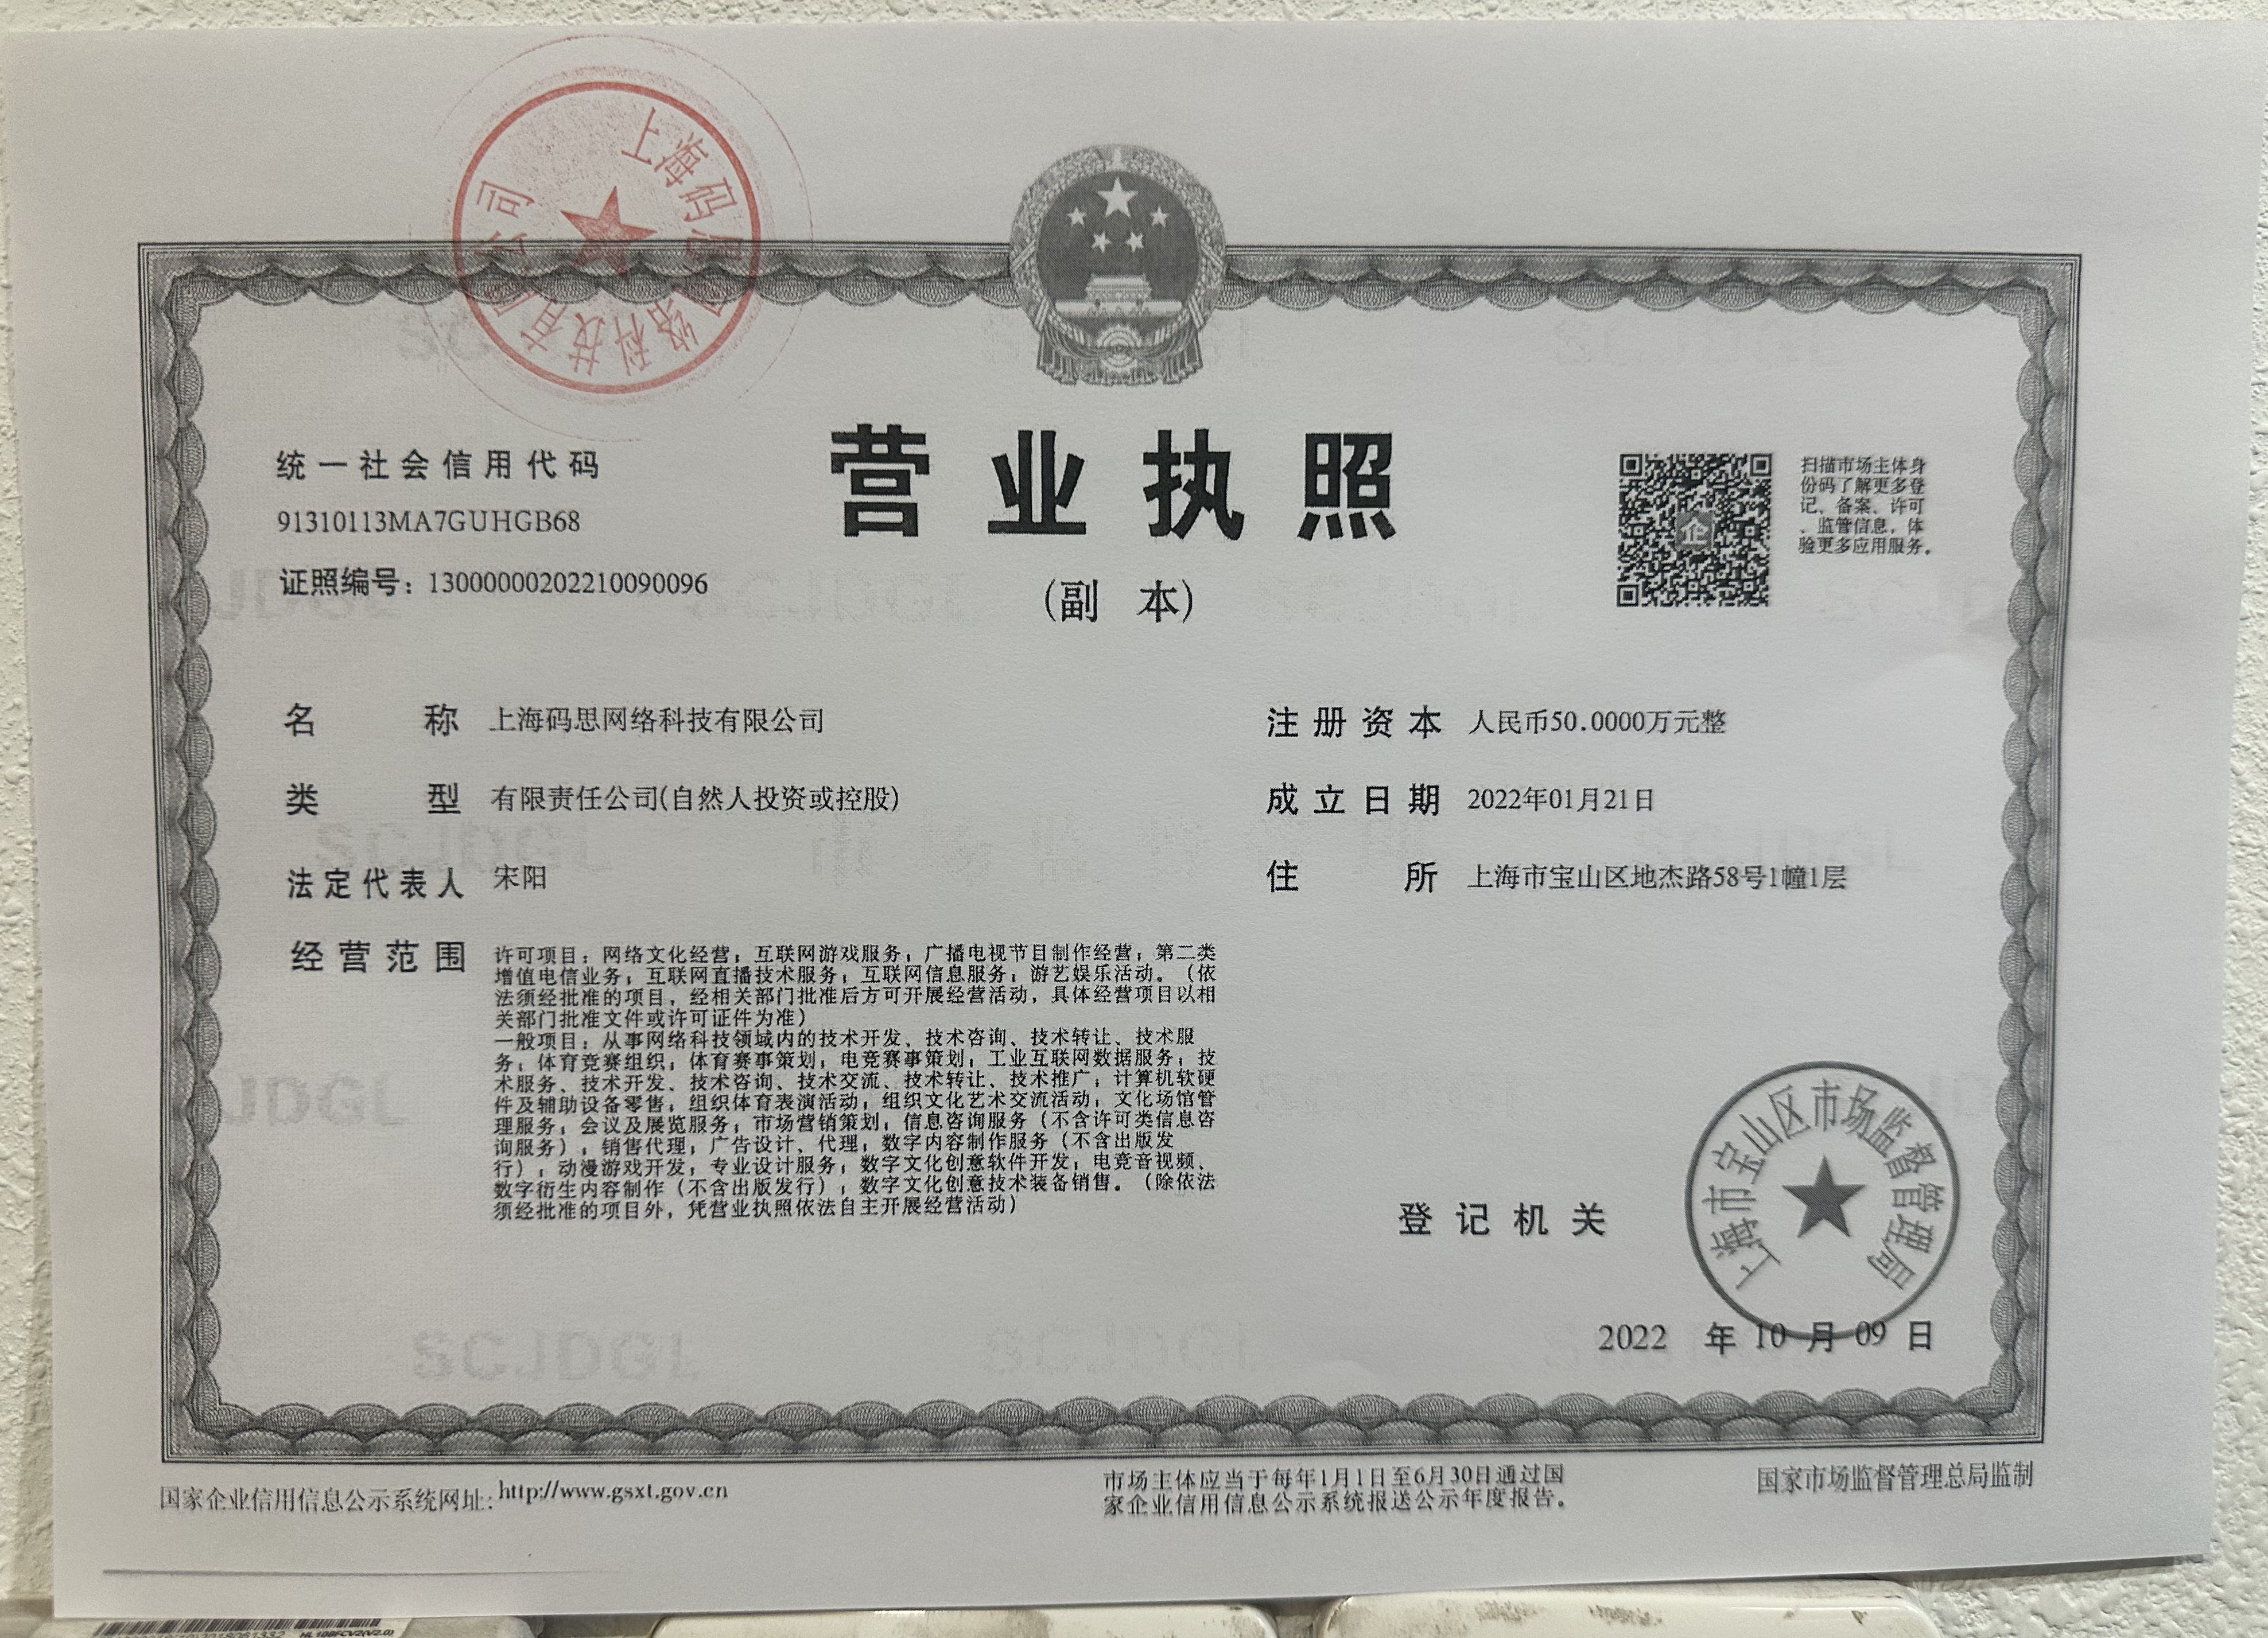 上海码思网络科技有限公司
营业执照
(副 本)
统一社会信用代码
91310113MA7GUHGB68
证照编号：13000000202210090096
企
扫描市场主体身
份码了解更多登
记、备案、许可
、监管信息，体
验更多应用服务。
名 称 上海码思网络科技有限公司
类 型 有限责任公司(自然人投资或控股)
法定代表人 宋阳
经营范围 许可项目：网络文化经营；互联网游戏服务；广播电视节目制作经营；第二类
增值电信业务；互联网直播技术服务；互联网信息服务；游艺娱乐活动。（依
法须经批准的项目，经相关部门批准后方可开展经营活动，具体经营项目以相
关部门批准文件或许可证件为准）
一般项目：从事网络科技领域内的技术开发、技术咨询、技术转让、技术服
务；体育竞赛组织；体育赛事策划；电竞赛事策划；工业互联网数据服务；技
术服务、技术开发、技术咨询、技术交流、技术转让、技术推广；计算机软硬
件及辅助设备零售；组织体育表演活动；组织文化艺术交流活动；文化场馆管
理服务；会议及展览服务；市场营销策划；信息咨询服务（不含许可类信息咨
询服务）；销售代理；广告设计、代理；数字内容制作服务（不含出版发
行）；动漫游戏开发；专业设计服务；数字文化创意软件开发；电竞音视频、
数字衍生内容制作（不含出版发行）；数字文化创意技术装备销售。（除依法
须经批准的项目外，凭营业执照依法自主开展经营活动）
注册资本 人民币50.0000万元整
成立日期 2022年01月21日
住 所 上海市宝山区地杰路58号1幢1层
登记机关
上海市宝山区市场监督管理局
2022 年 10 月 09 日
国家企业信用信息公示系统网址：http://www.gsxt.gov.cn
市场主体应当于每年1月1日至6月30日通过国
家企业信用信息公示系统报送公示年度报告。
国家市场监督管理总局监制
SCJDGL